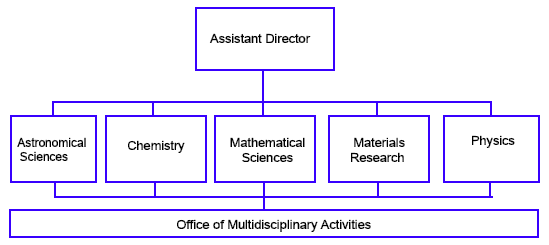 Assistant Director
Astronomical
Sciences
Chemistry
Mathematical
Sciences
Materials
Research
Physics
Office of Multidisciplinary Activities